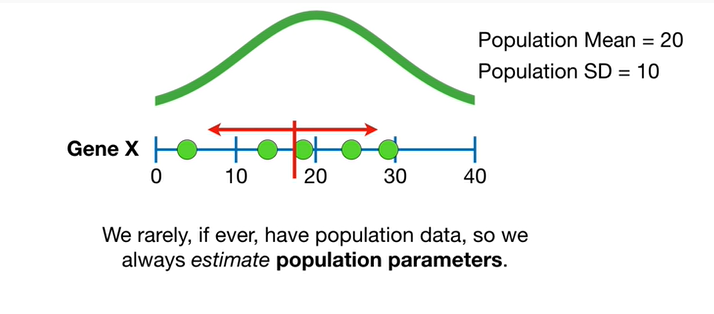 Population Mean = 20
Population SD = 10
Gene X
0 10 20 30 40
We rarely, if ever, have population data, so we
always estimate population parameters.